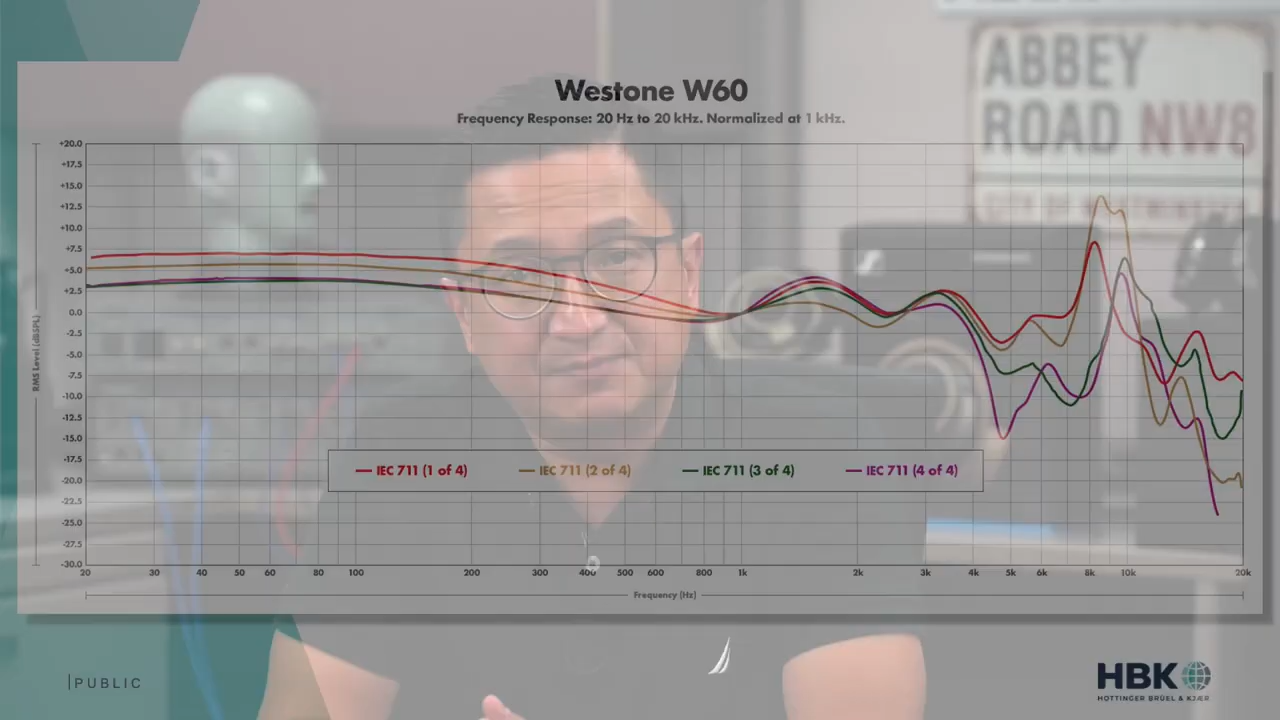 ABBEY
ROAD NW8
Westone W60
Frequency Response: 20 Hz to 20 kHz. Normalized at 1 kHz.
+20.0
+17.5
+15.0
+12.5
+10.0
+7.5
+5.0
+2.5
0.0
-2.5
-5.0
-7.5
-10.0
-12.5
-15.0
-17.5
-20.0
-22.5
-25.0
-27.5
-30.0
RMS Level (dBSPL)
IEC 711 (1 of 4) IEC 711 (2 of 4) IEC 711 (3 of 4) IEC 711 (4 of 4)
20 30 40 50 60 80 100 200 300 400 500 600 800 1k 2k 3k 4k 5k 6k 8k 10k 20k
Frequency (Hz)
|PUBLIC
HBK
HOTTINGER BRÜEL & KJÆR